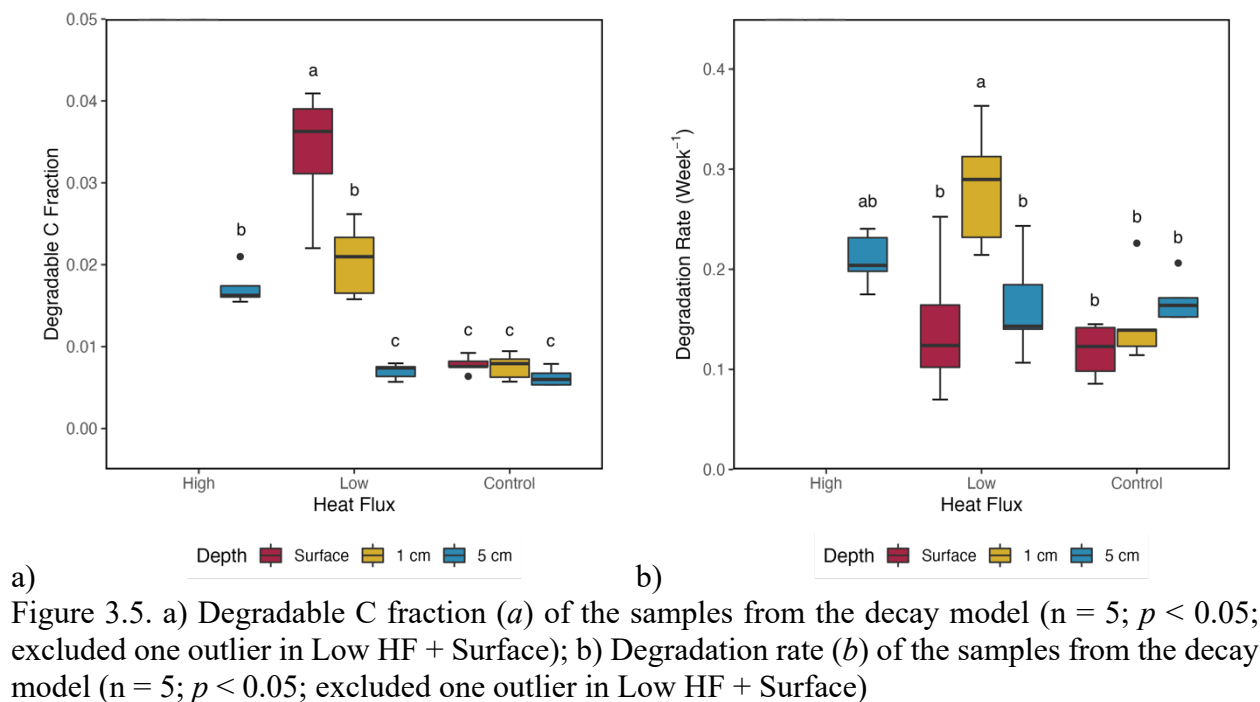 0.05
0.04
0.03
0.02
0.01
0.00
Degradable C Fraction
a
b
b
c
c
c
c
High
Low
Control
Heat Flux
Depth Surface 1 cm 5 cm
a)
0.4
0.3
0.2
0.1
0.0
Degradation Rate (Week⁻¹)
a
ab
b
b
b
b
b
High
Low
Control
Heat Flux
Depth Surface 1 cm 5 cm
b)
Figure 3.5. a) Degradable C fraction (a) of the samples from the decay model (n = 5; p < 0.05;
excluded one outlier in Low HF + Surface); b) Degradation rate (b) of the samples from the decay
model (n = 5; p < 0.05; excluded one outlier in Low HF + Surface)